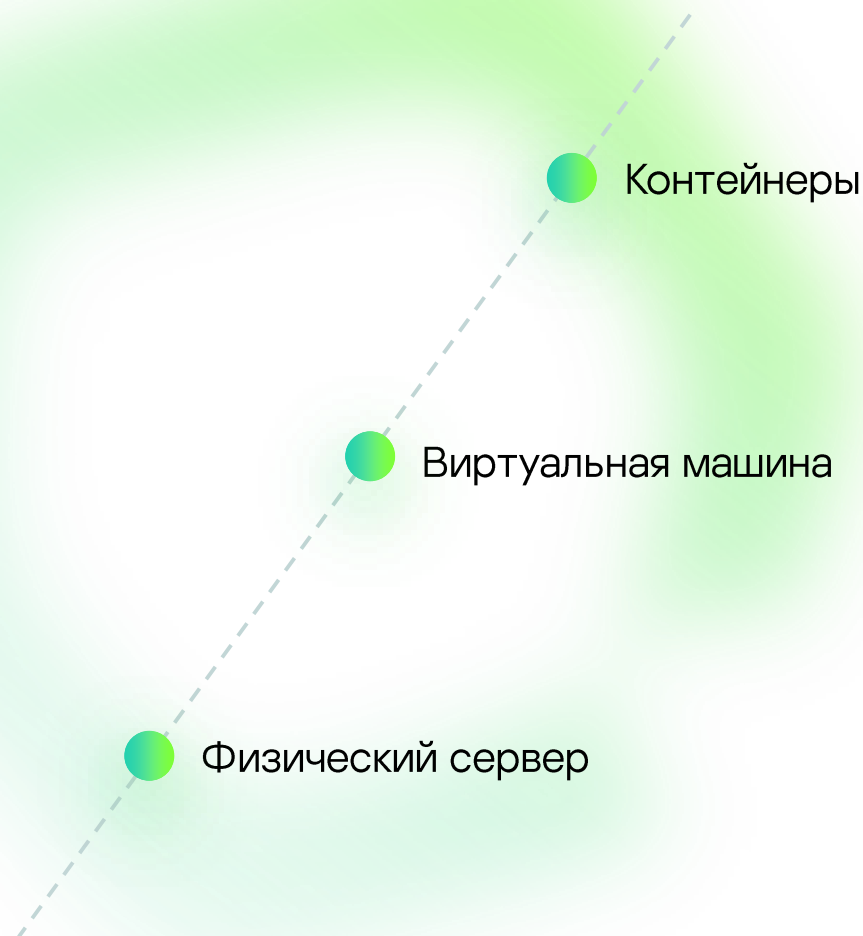 Контейнеры
Виртуальная машина
Физический сервер